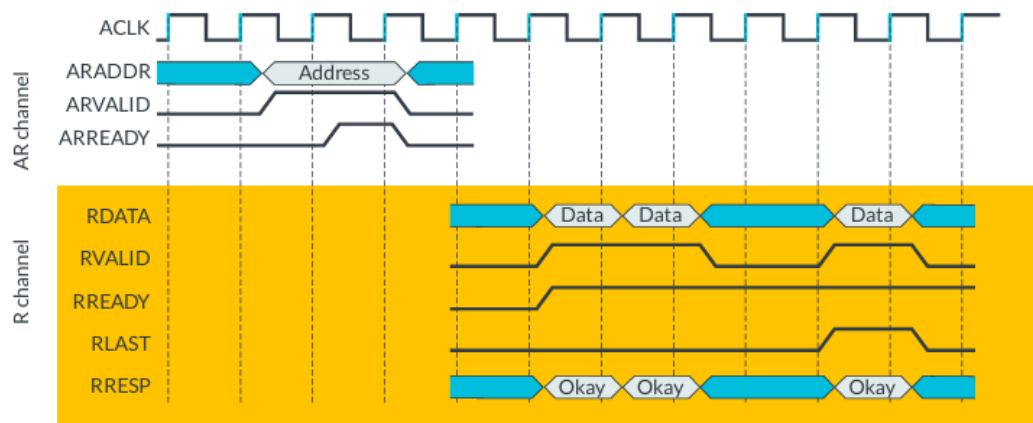 ACLK
AR channel
ARADDR Address
ARVALID
ARREADY
R channel
RDATA Data Data Data
RVALID
RREADY
RLAST
RRESP Okay Okay Okay